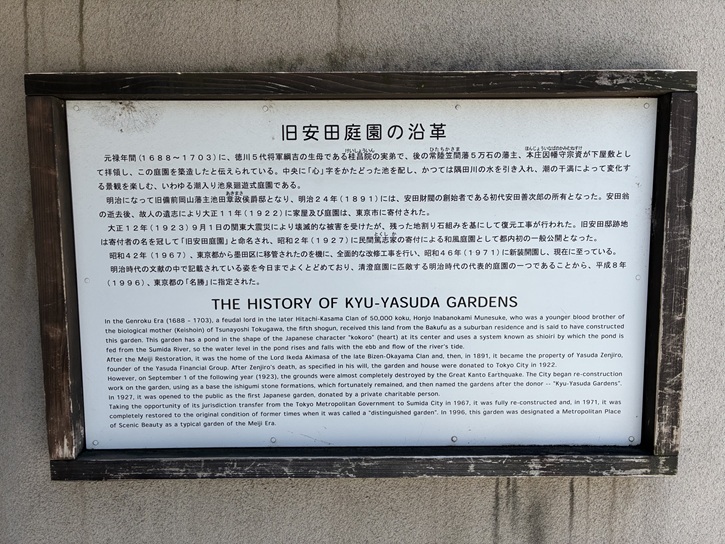 旧安田庭園の沿革
元禄年間(1688〜1703)に、徳川5代将軍綱吉の生母である桂昌院の実弟で、後の常陸笠間藩5万石の藩主、本庄因幡守宗資が下屋敷とし
て拝領し、この庭園を築造したと伝えられている。中央に「心」字をかたどった池を配し、かつては隅田川の水を引き入れ、潮の干満によって変化す
る景観を楽しむ、いわゆる潮入り池泉廻遊式庭園である。
明治になって旧備前岡山藩主池田章政侯爵邸となり、明治24年(1891)には、安田財閥の創始者である初代安田善次郎の所有となった。安田翁
の逝去後、故人の遺志により大正11年(1922)に家屋及び庭園は、東京市に寄付された。
大正12年(1923)9月1日の関東大震災により壊滅的な被害を受けたが、残った地割り石組みを基にして復元工事が行われた。旧安田邸跡地
は寄付者の名を冠して「旧安田庭園」と命名され、昭和2年(1927)に民間篤志家の寄付による和風庭園として都内初の一般公開となった。
昭和42年(1967)、東京都から墨田区に移管されたのを機に、全面的な改修工事を行い、昭和46年(1971)に新装開園し、現在に至っている。
明治時代の文献の中で記載されている姿を今日までよくとどめており、清澄庭園に匹敵する明治時代の代表的庭園の一つであることから、平成8年
(1996)、東京都の「名勝」に指定された。
THE HISTORY OF KYU-YASUDA GARDENS
In the Genroku Era (1688 - 1703), a feudal lord in the later Hitachi-Kasama Clan of 50,000 koku, Honjo Inabanokami Munesuke, who was a younger blood brother of
the biological mother (Keishoin) of Tsunayoshi Tokugawa, the fifth shogun, received this land from the Bakufu as a suburban residence and is said to have constructed
this garden. This garden has a pond in the shape of the Japanese character "kokoro" (heart) at its center and uses a system known as shioiri by which the pond is
fed from the Sumida River, so the water level in the pond rises and falls with the ebb and flow of the river's tide.
After the Meiji Restoration, it was the home of the Lord Ikeda Akimasa of the late Bizen-Okayama Clan and, then, in 1891, it became the property of Yasuda Zenjiro,
founder of the Yasuda Financial Group. After Zenjiro's death, as specified in his will, the garden and house were donated to Tokyo City in 1922.
However, on September 1 of the following year (1923), the grounds were almost completely destroyed by the Great Kanto Earthquake. The City began re-construction
work on the garden, using as a base the ishigumi stone formations, which fortunately remained, and then named the gardens after the donor -- "Kyu-Yasuda Gardens".
In 1927, it was opened to the public as the first Japanese garden, donated by a private charitable person.
Taking the opportunity of its jurisdiction transfer from the Tokyo Metropolitan Government to Sumida City in 1967, it was fully re-constructed and, in 1971, it was
completely restored to the original condition of former times when it was called a "distinguished garden". In 1996, this garden was designated a Metropolitan Place
of Scenic Beauty as a typical garden of the Meiji Era.